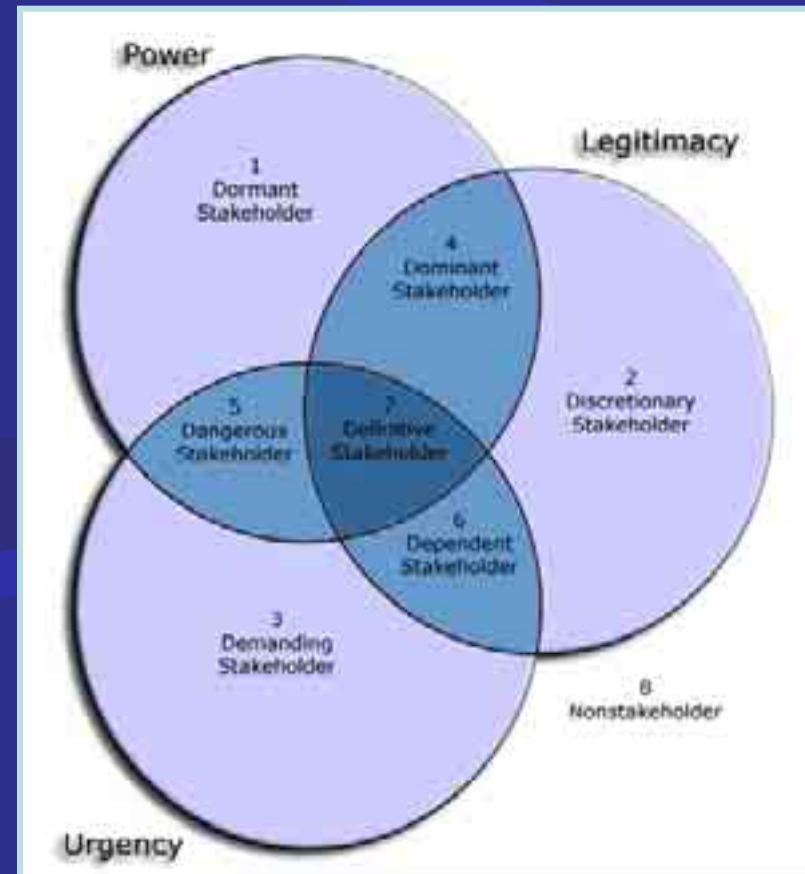 Power
Legitimacy
1
Dormant
Stakeholder
4
Dominant
Stakeholder
2
Discretionary
Stakeholder
5
Dangerous
Stakeholder
7
Definitive
Stakeholder
6
Dependent
Stakeholder
3
Demanding
Stakeholder
8
Nonstakeholder
Urgency